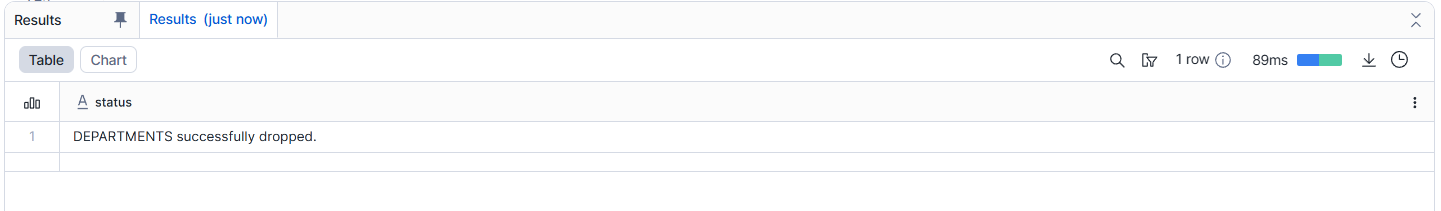 Results
Results (just now)
Table
Chart
1 row
89ms
A status
1
DEPARTMENTS successfully dropped.